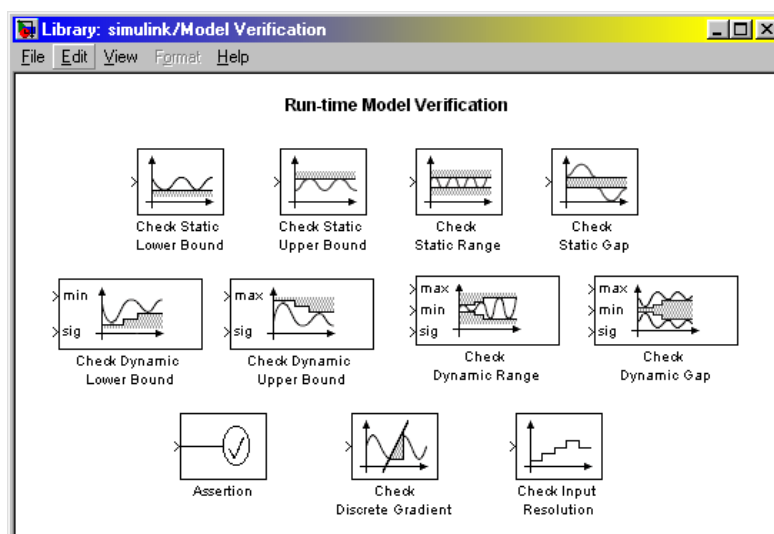 Library: simulink/Model Verification
File Edit View Format Help
Run-time Model Verification
Check Static
Lower Bound
Check Static
Upper Bound
Check
Static Range
Check
Static Gap
min
sig
Check Dynamic
Lower Bound
max
sig
Check Dynamic
Upper Bound
max
min
sig
Check
Dynamic Range
max
min
sig
Check
Dynamic Gap
Assertion
Check
Discrete Gradient
Check Input
Resolution